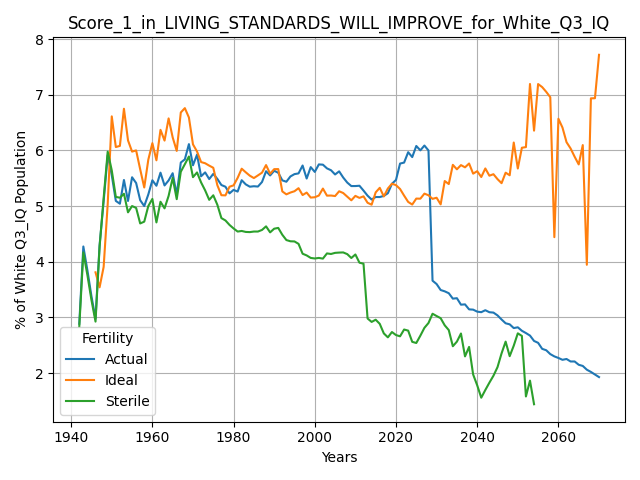 Score_1_in_LIVING_STANDARDS_WILL_IMPROVE_for_White_Q3_IQ
% of White Q3_IQ Population
8
7
6
5
4
3
2
Fertility
Actual
Ideal
Sterile
1940 1960 1980 2000 2020 2040 2060
Years